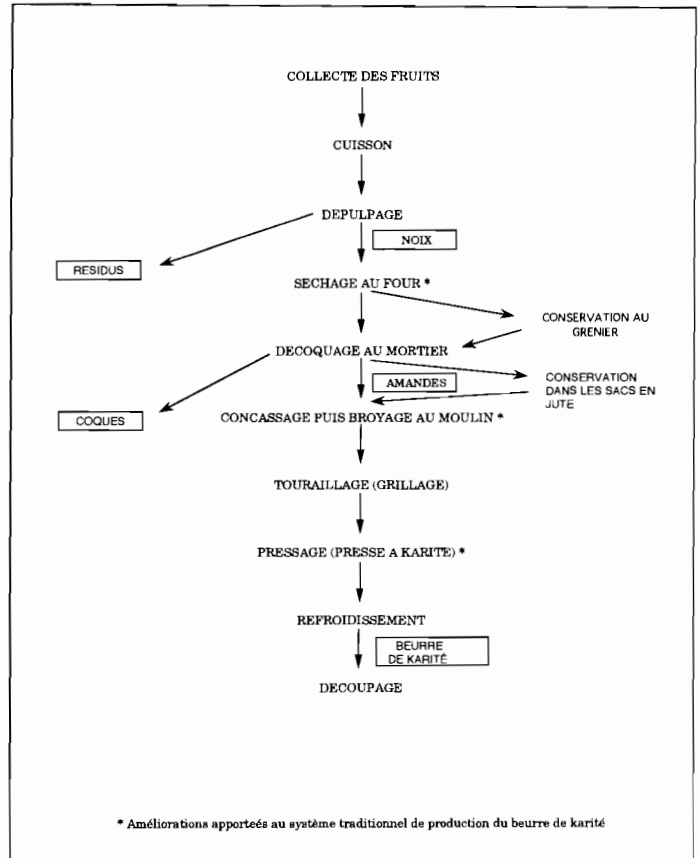 COLLECTE DES FRUITS
CUISSON
DEPULPAGE
NOIX
RESIDUS
SECHAGE AU FOUR *
CONSERVATION AU
GRENIER
DECOQUAGE AU MORTIER
AMANDES
CONSERVATION
DANS LES SACS EN
JUTE
COQUES
CONCASSAGE PUIS BROYAGE AU MOULIN *
TOURAILLAGE (GRILLAGE)
PRESSAGE (PRESSE A KARITE) *
REFROIDISSEMENT
BEURRE
DE KARITÉ
DECOUPAGE
* Améliorations apporteés au système traditionnel de production du beurre de karité